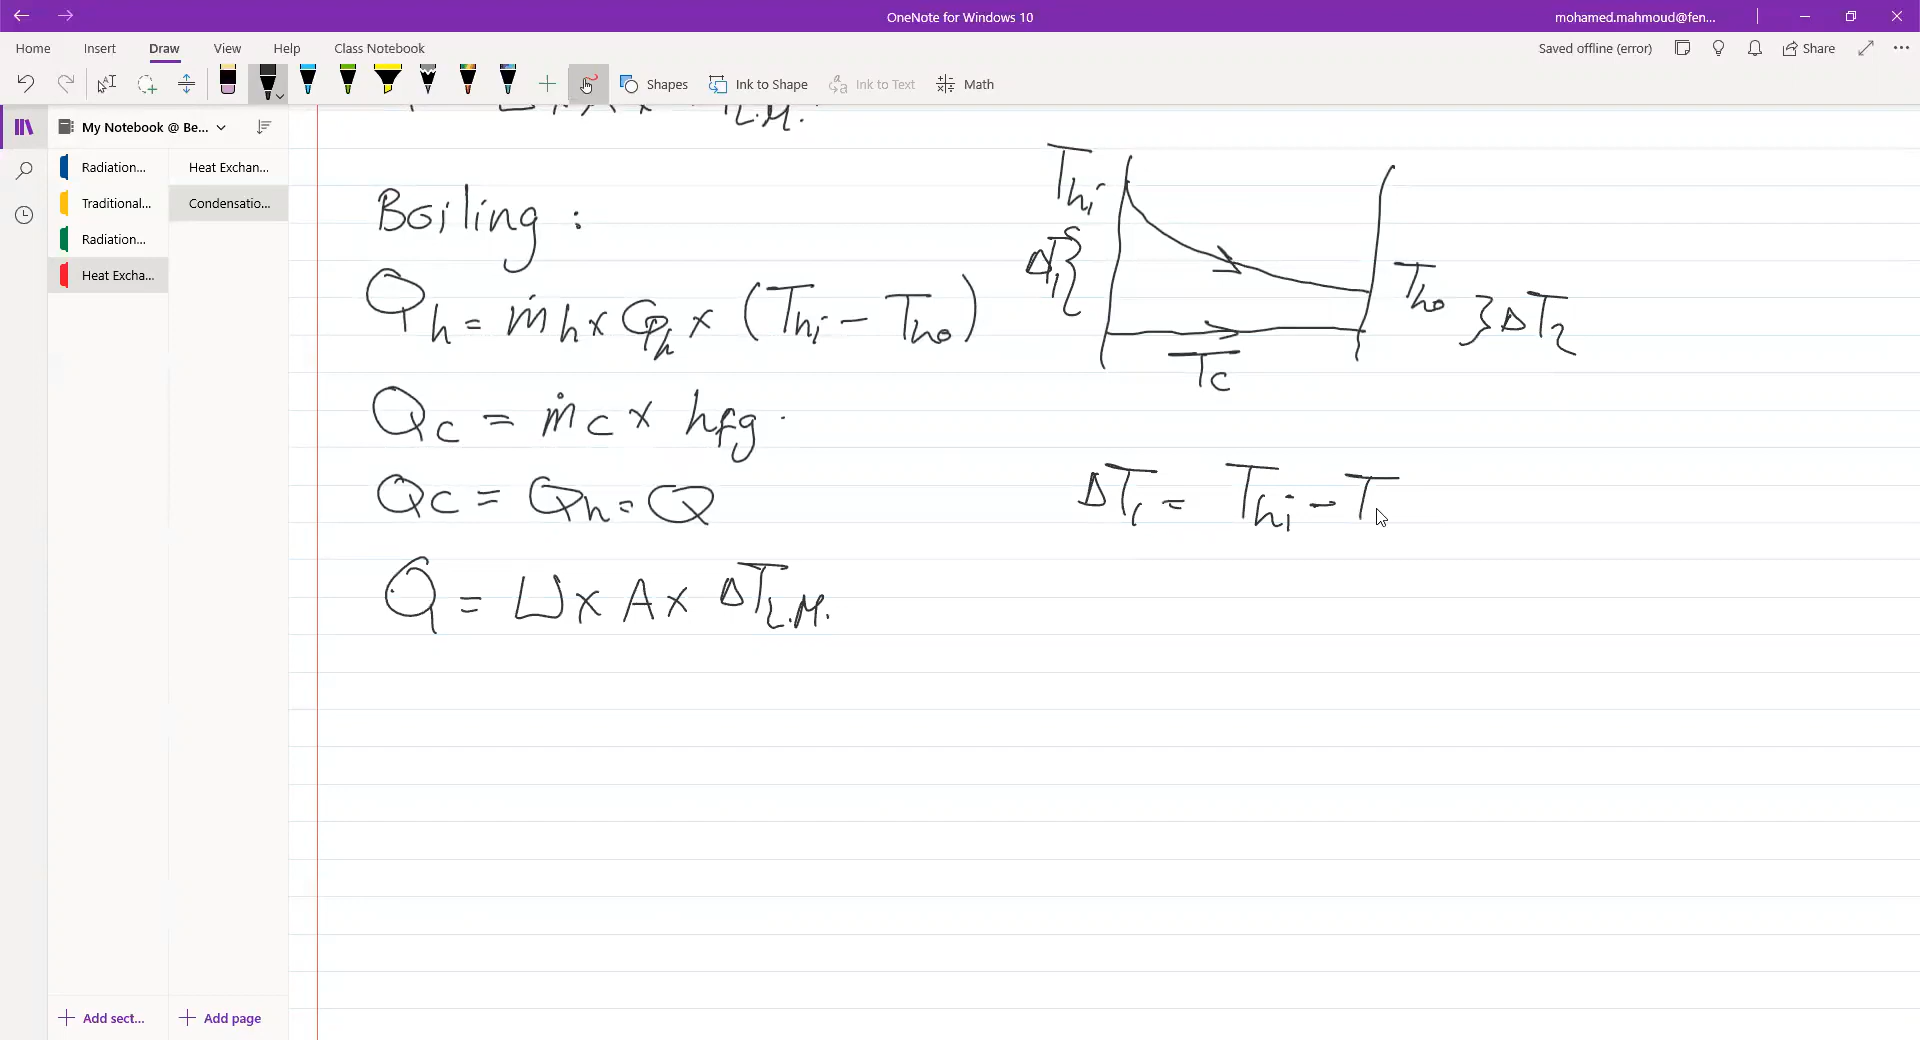 OneNote for Windows 10
mohamed.mahmoud@fen...
Home Insert Draw View Help Class Notebook
Saved offline (error) Share
Shapes Ink to Shape Ink to Text Math
My Notebook @ Be...
Radiation...
Traditional...
Radiation...
Heat Excha...
Heat Exchan...
Condensatio...
L.M.
Boiling :
Qh = ṁh x Cph x (Thi - Tho)
Qc = ṁc x hfg .
Qc = Qh = Q
Q = U x A x ΔTL.M.
Thi
ΔT1 {
Tho
} ΔT2
Tc
ΔT1 = Thi - T
Add sect...
Add page